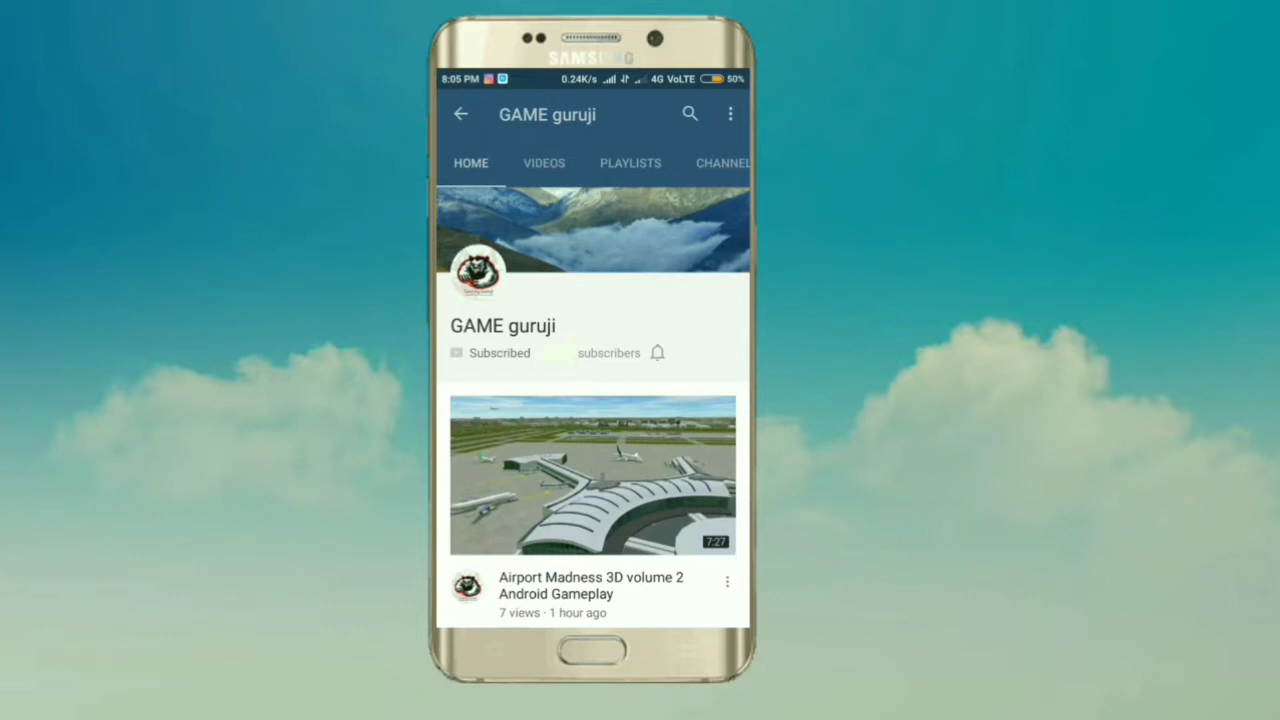 SAMSUNG
8:05 PM 0.24K/s 4G VoLTE 50%
GAME guruji
HOME VIDEOS PLAYLISTS CHANNEL
GAME guruji
Subscribed subscribers
7:27
Airport Madness 3D volume 2
Android Gameplay
7 views · 1 hour ago